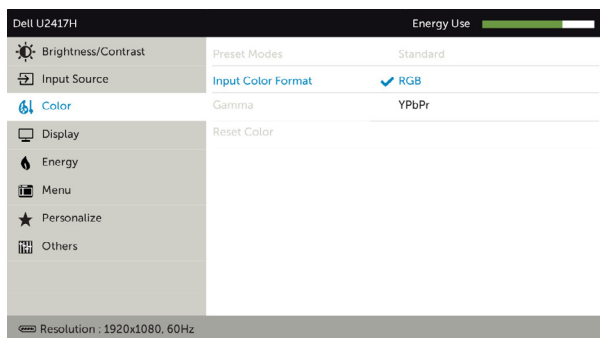 Dell U2417H Energy Use
Brightness/Contrast Preset Modes Standard
Input Source Input Color Format RGB
Color Gamma YPbPr
Display Reset Color
Energy
Menu
Personalize
Others
Resolution : 1920x1080, 60Hz